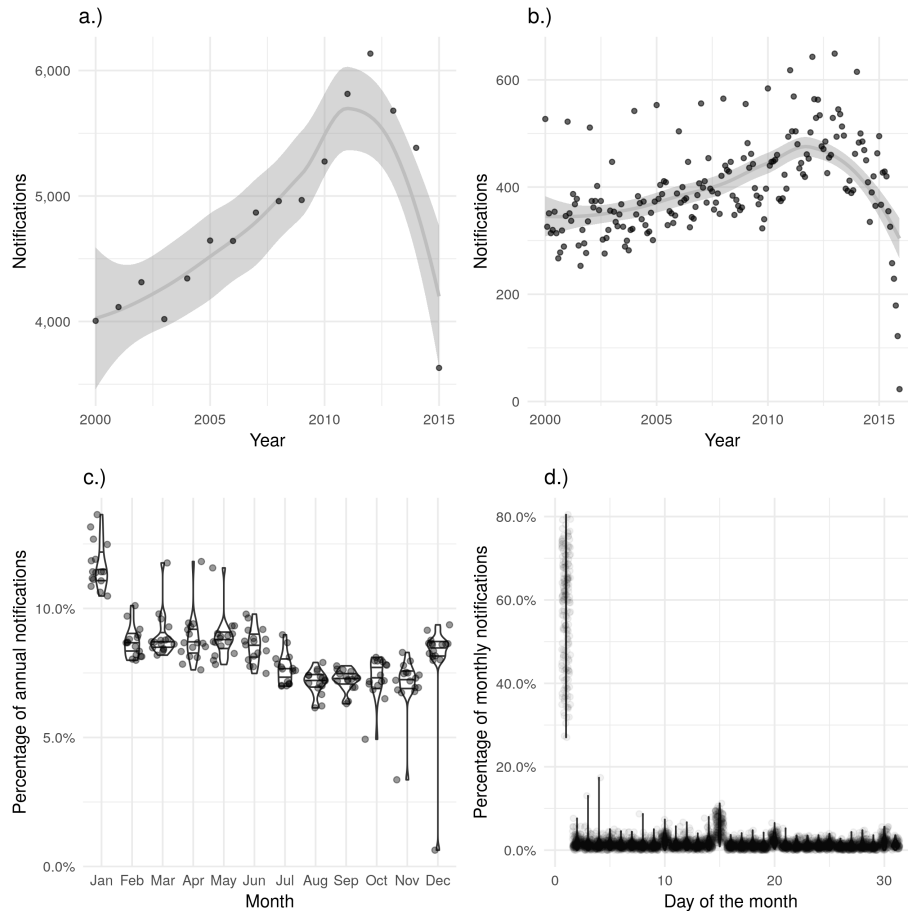 a.)
Notifications
6,000
5,000
4,000
2000 2005 2010 2015
Year
b.)
Notifications
600
400
200
0
2000 2005 2010 2015
Year
c.)
Percentage of annual notifications
10.0%
5.0%
0.0%
Jan Feb Mar Apr May Jun Jul Aug Sep Oct Nov Dec
Month
d.)
Percentage of monthly notifications
80.0%
60.0%
40.0%
20.0%
0.0%
0 10 20 30
Day of the month